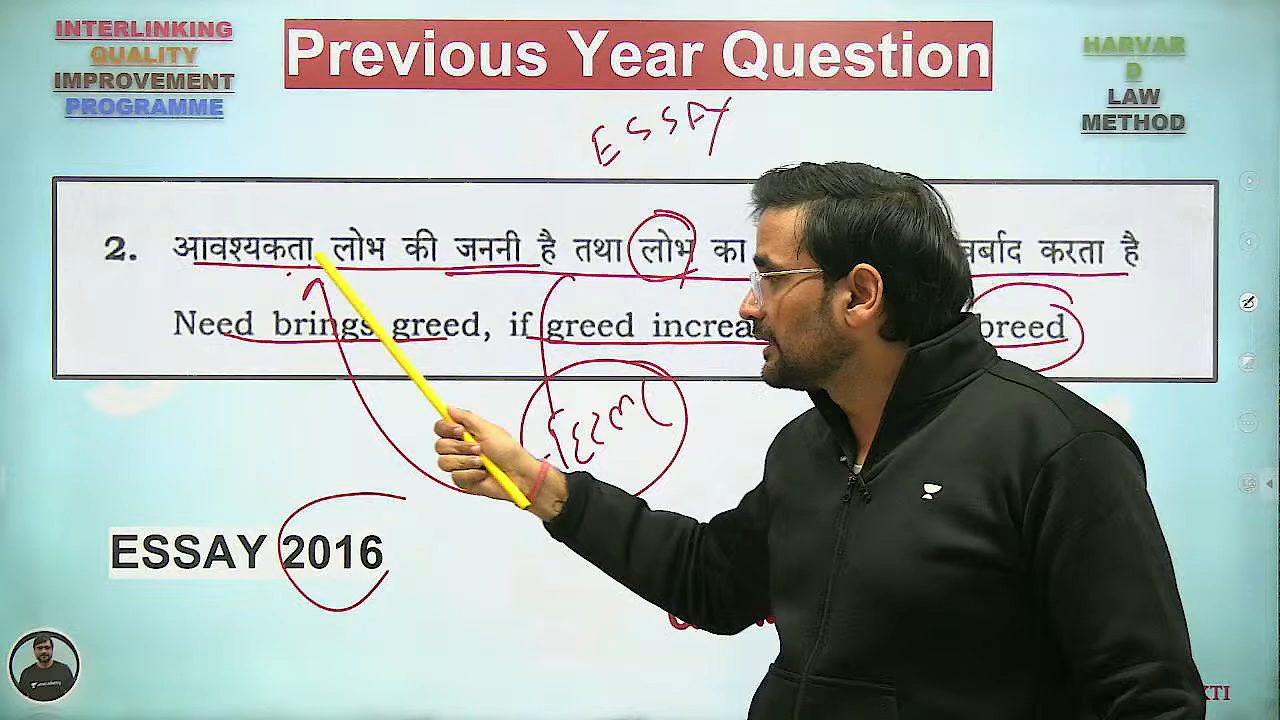 INTERLINKING
QUALITY
IMPROVEMENT
PROGRAMME
Previous Year Question
HARVAR
D
LAW
METHOD
ESSAY
2. आवश्यकता लोभ की जननी है तथा लोभ का बर्बाद करता है
Need brings greed, if greed increa breed
ESSAY 2016